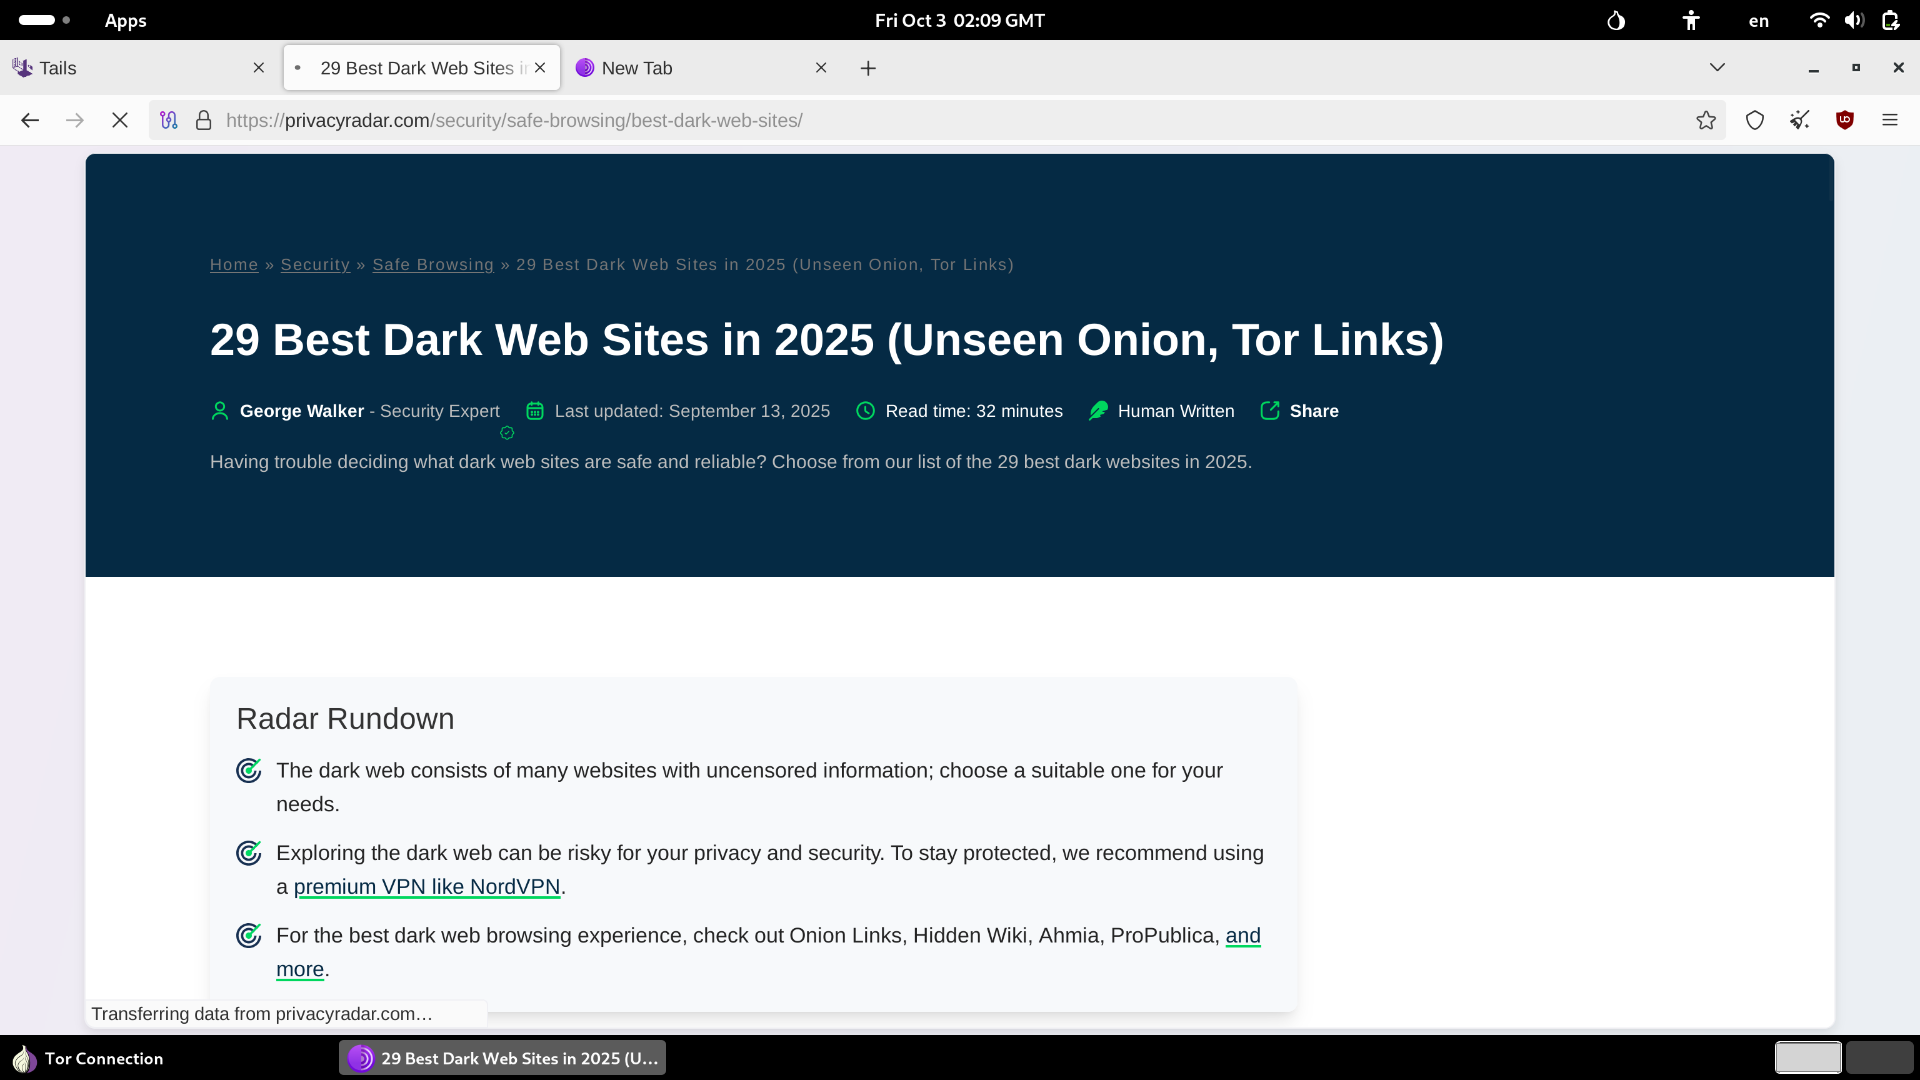 Apps
Fri Oct 3 02:09 GMT
en
Tails
29 Best Dark Web Sites in
New Tab
https://privacyradar.com/security/safe-browsing/best-dark-web-sites/
Home » Security » Safe Browsing » 29 Best Dark Web Sites in 2025 (Unseen Onion, Tor Links)
29 Best Dark Web Sites in 2025 (Unseen Onion, Tor Links)
George Walker - Security Expert
Last updated: September 13, 2025
Read time: 32 minutes
Human Written
Share
Having trouble deciding what dark web sites are safe and reliable? Choose from our list of the 29 best dark websites in 2025.
Radar Rundown
The dark web consists of many websites with uncensored information; choose a suitable one for your
needs.
Exploring the dark web can be risky for your privacy and security. To stay protected, we recommend using
a premium VPN like NordVPN.
For the best dark web browsing experience, check out Onion Links, Hidden Wiki, Ahmia, ProPublica, and
more.
Transferring data from privacyradar.com…
Tor Connection
29 Best Dark Web Sites in 2025 (U…